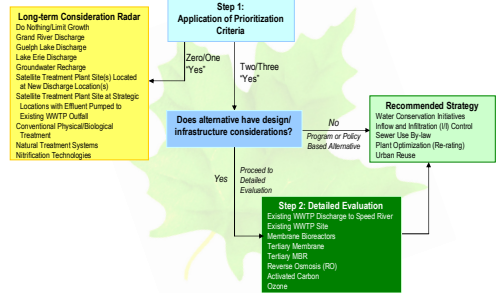 Long-term Consideration Radar
Do Nothing/Limit Growth
Grand River Discharge
Guelph Lake Discharge
Lake Erie Discharge
Groundwater Recharge
Satellite Treatment Plant Site(s) Located
at New Discharge Location(s)
Satellite Treatment Plant Site at Strategic
Locations with Effluent Pumped to
Existing WWTP Outfall
Conventional Physical/Biological
Treatment
Natural Treatment Systems
Nitrification Technologies
Step 1:
Application of Prioritization
Criteria
Zero/One
"Yes"
Two/Three
"Yes"
Does alternative have design/
infrastructure considerations?
No
Program or Policy
Based Alternative
Recommended Strategy
Water Conservation Initiatives
Inflow and Infiltration (I/I) Control
Sewer Use By-law
Plant Optimization (Re-rating)
Urban Reuse
Yes
Proceed to
Detailed
Evaluation
Step 2: Detailed Evaluation
Existing WWTP Discharge to Speed River
Existing WWTP Site
Membrane Bioreactors
Tertiary Membrane
Tertiary MBR
Reverse Osmosis (RO)
Activated Carbon
Ozone